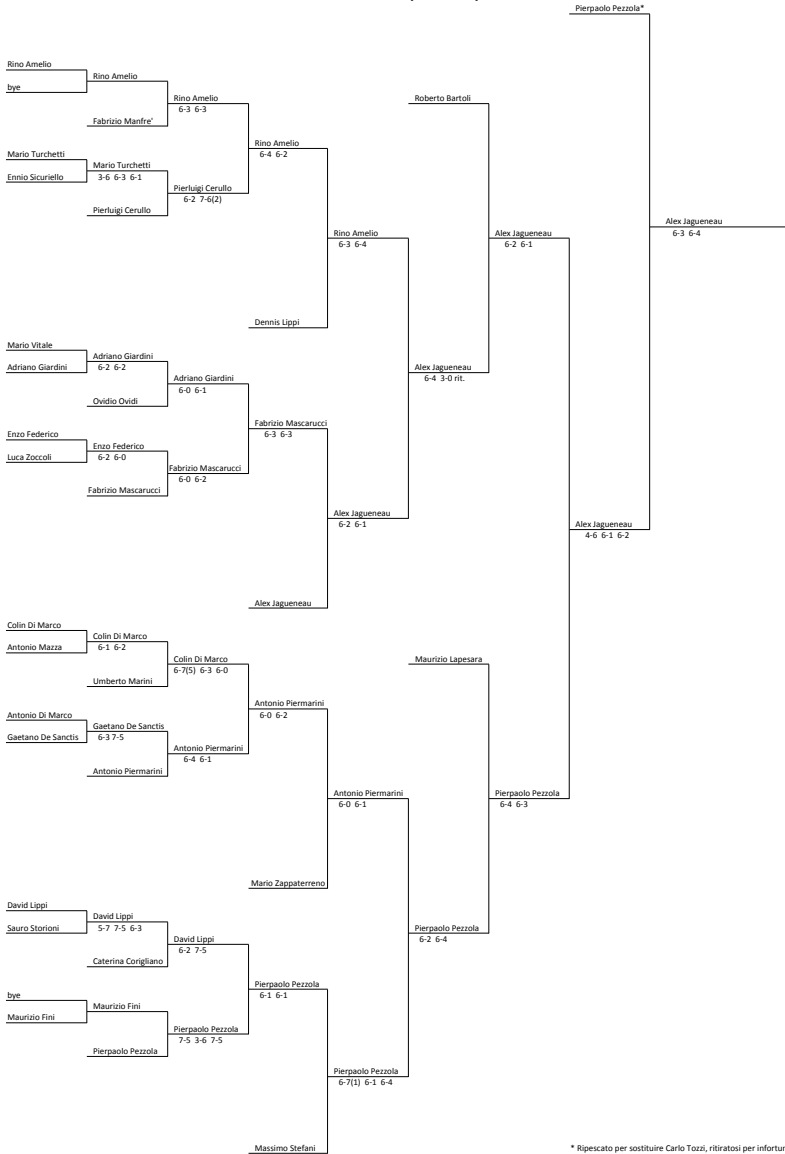 Pierpaolo Pezzola*
Rino Amelio
Rino Amelio
bye
Rino Amelio
6-3 6-3
Roberto Bartoli
Fabrizio Manfre'
Rino Amelio
6-4 6-2
Mario Turchetti
Mario Turchetti
3-6 6-3 6-1
Ennio Sicuriello
Pierluigi Cerullo
6-2 7-6(2)
Pierluigi Cerullo
Alex Jagueneau
6-3 6-4
Rino Amelio
6-3 6-4
Alex Jagueneau
6-2 6-1
Dennis Lippi
Mario Vitale
Adriano Giardini
6-2 6-2
Adriano Giardini
Alex Jagueneau
6-4 3-0 rit.
Adriano Giardini
6-0 6-1
Ovidio Ovidi
Fabrizio Mascarucci
6-3 6-3
Enzo Federico
Enzo Federico
6-2 6-0
Luca Zoccoli
Fabrizio Mascarucci
6-0 6-2
Fabrizio Mascarucci
Alex Jagueneau
6-2 6-1
Alex Jagueneau
4-6 6-1 6-2
Alex Jagueneau
Colin Di Marco
Colin Di Marco
6-1 6-2
Antonio Mazza
Colin Di Marco
6-7(5) 6-3 6-0
Maurizio Lapesara
Umberto Marini
Antonio Piermarini
6-0 6-2
Antonio Di Marco
Gaetano De Sanctis
6-3 7-5
Gaetano De Sanctis
Antonio Piermarini
6-4 6-1
Antonio Piermarini
Antonio Piermarini
6-0 6-1
Pierpaolo Pezzola
6-4 6-3
Mario Zappaterreno
David Lippi
David Lippi
5-7 7-5 6-3
Sauro Storioni
Pierpaolo Pezzola
6-2 6-4
David Lippi
6-2 7-5
Caterina Corigliano
Pierpaolo Pezzola
6-1 6-1
bye
Maurizio Fini
Maurizio Fini
Pierpaolo Pezzola
7-5 3-6 7-5
Pierpaolo Pezzola
Pierpaolo Pezzola
6-7(1) 6-1 6-4
Massimo Stefani
* Ripescato per sostituire Carlo Tozzi, ritiratosi per infortun